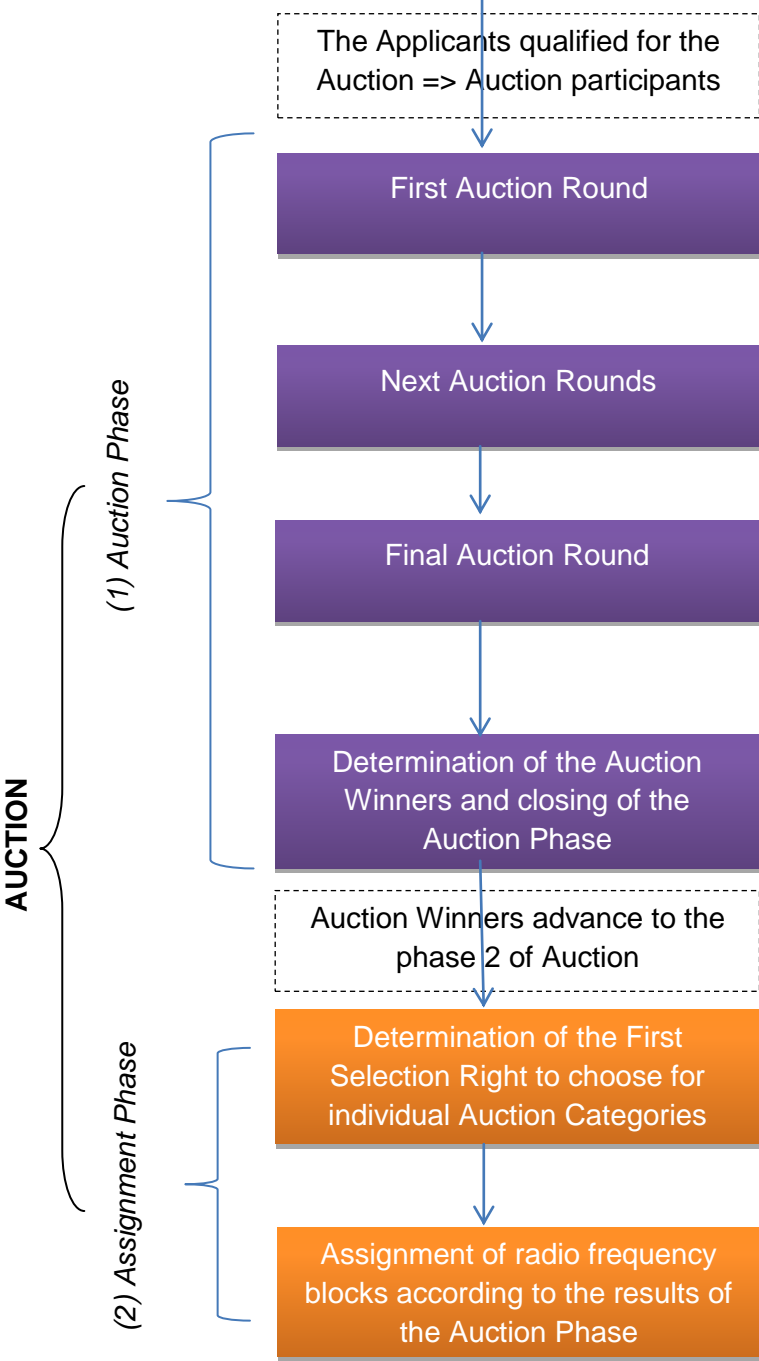 The Applicants qualified for the
Auction => Auction participants
First Auction Round
Next Auction Rounds
(1) Auction Phase
Final Auction Round
AUCTION
Determination of the Auction
Winners and closing of the
Auction Phase
Auction Winners advance to the
phase 2 of Auction
(2) Assignment Phase
Determination of the First
Selection Right to choose for
individual Auction Categories
Assignment of radio frequency
blocks according to the results of
the Auction Phase